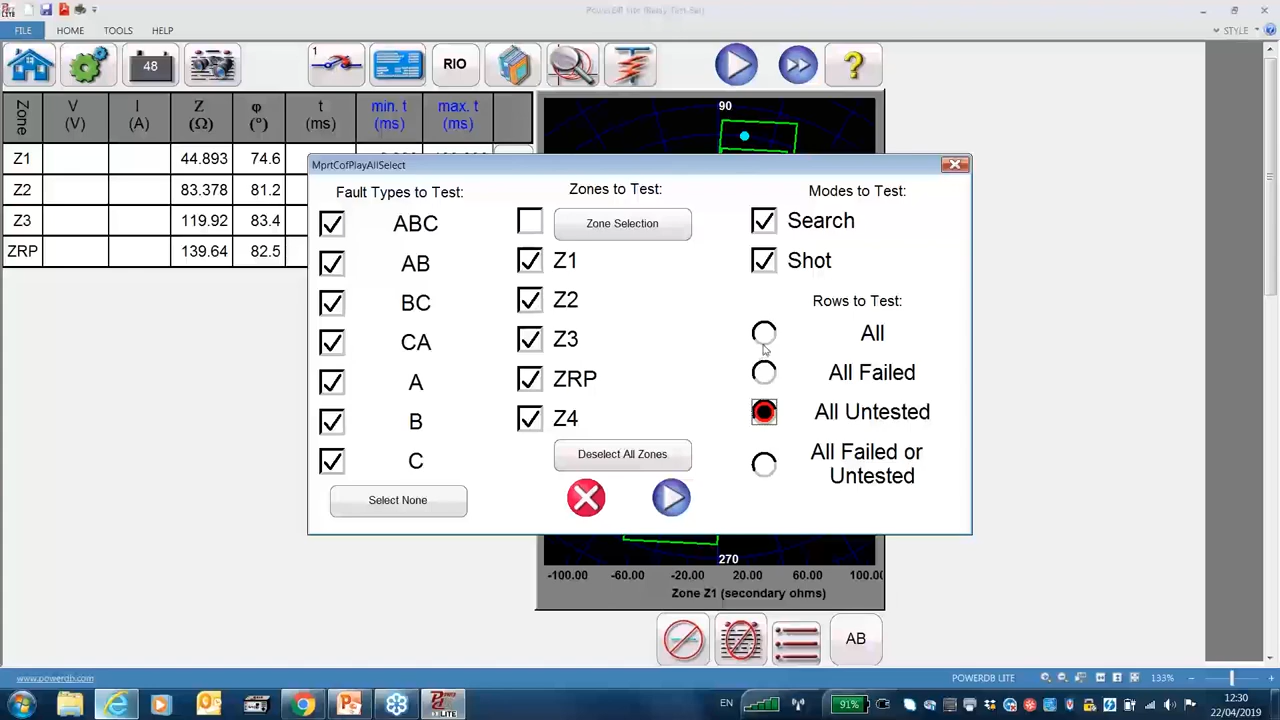 LITE
FILE HOME TOOLS HELP STYLE
48
1
RIO
?
Zone V (V) I (A) Z (Ω) φ (°) t (ms) min. t (ms) max. t (ms)
Z1 44.893 74.6
Z2 83.378 81.2
Z3 119.92 83.4
ZRP 139.64 82.5
90
MprtCofPlayAllSelect
Fault Types to Test:
ABC
AB
BC
CA
A
B
C
Select None
Zones to Test:
Zone Selection
Z1
Z2
Z3
ZRP
Z4
Deselect All Zones
Modes to Test:
Search
Shot
Rows to Test:
All
All Failed
All Untested
All Failed or
Untested
270
-100.00 -60.00 -20.00 20.00 60.00 100.00
Zone Z1 (secondary ohms)
AB
www.powerdb.com POWERDB LITE 133%
LITE
EN 91% 12:30
22/04/2019